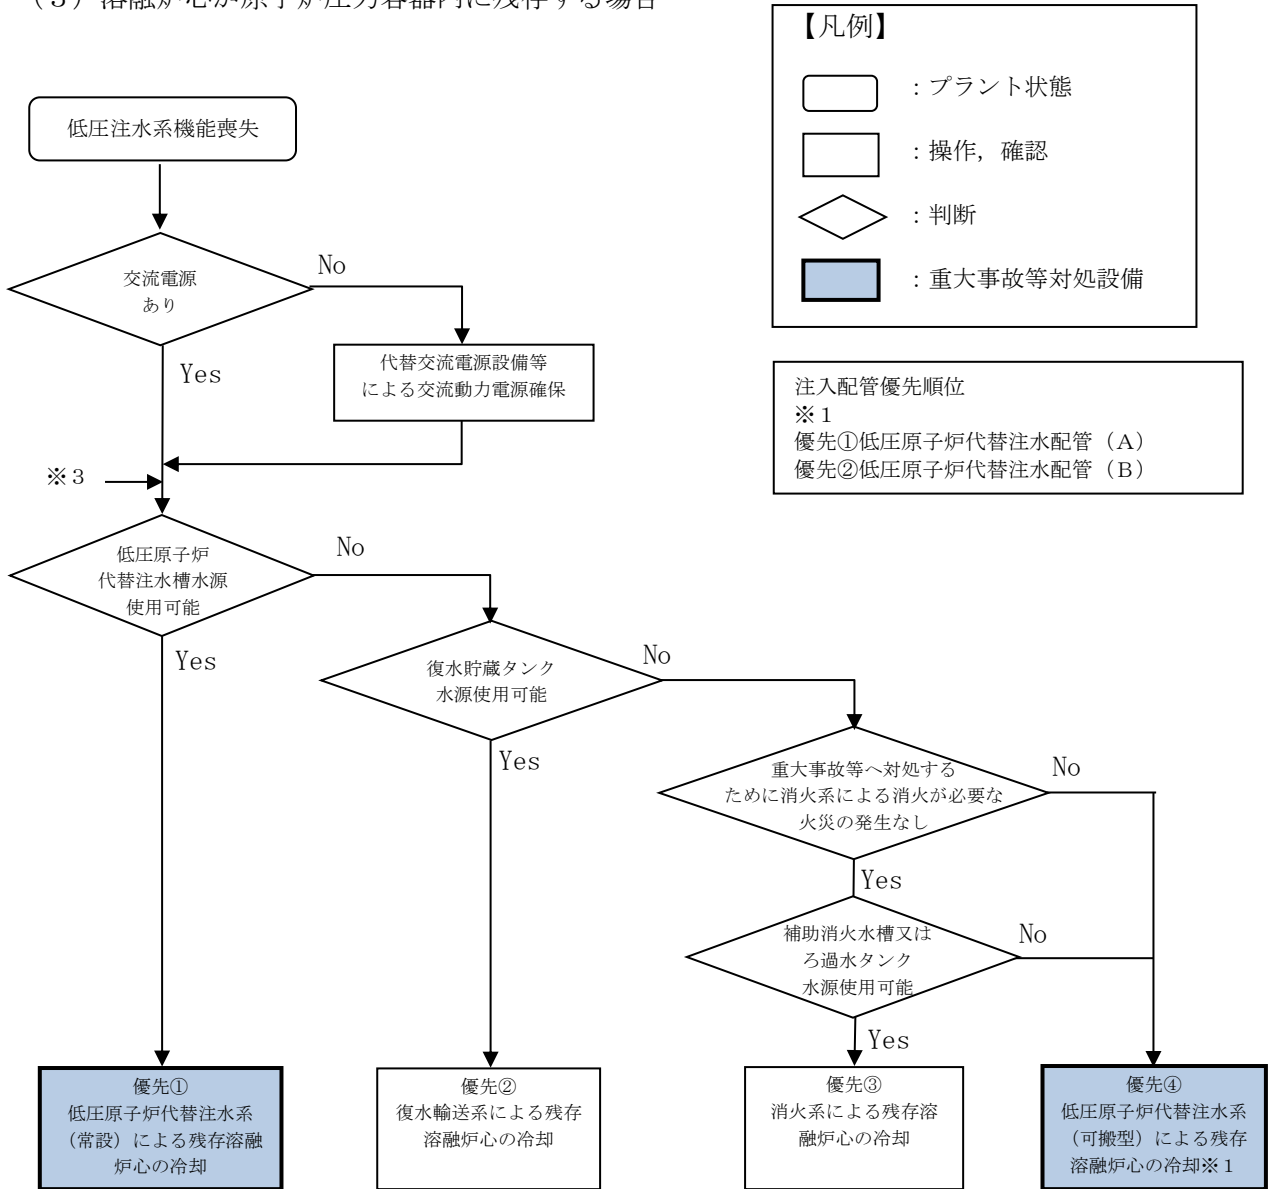 （３）溶融炉心が原子炉圧力容器内に残存する場合
【凡例】
：プラント状態
：操作，確認
：判断
：重大事故等対処設備
注入配管優先順位
※１
優先①低圧原子炉代替注水配管（Ａ）
優先②低圧原子炉代替注水配管（Ｂ）
低圧注水系機能喪失
交流電源
あり
No
Yes
代替交流電源設備等
による交流動力電源確保
※３
低圧原子炉
代替注水槽水源
使用可能
No
Yes
復水貯蔵タンク
水源使用可能
No
Yes
重大事故等へ対処する
ために消火系による消火が必要な
火災の発生なし
No
Yes
補助消火水槽又は
ろ過水タンク
水源使用可能
No
Yes
優先①
低圧原子炉代替注水系
（常設）による残存溶融
炉心の冷却
優先②
復水輸送系による残存
溶融炉心の冷却
優先③
消火系による残存溶
融炉心の冷却
優先④
低圧原子炉代替注水系
（可搬型）による残存
溶融炉心の冷却※１